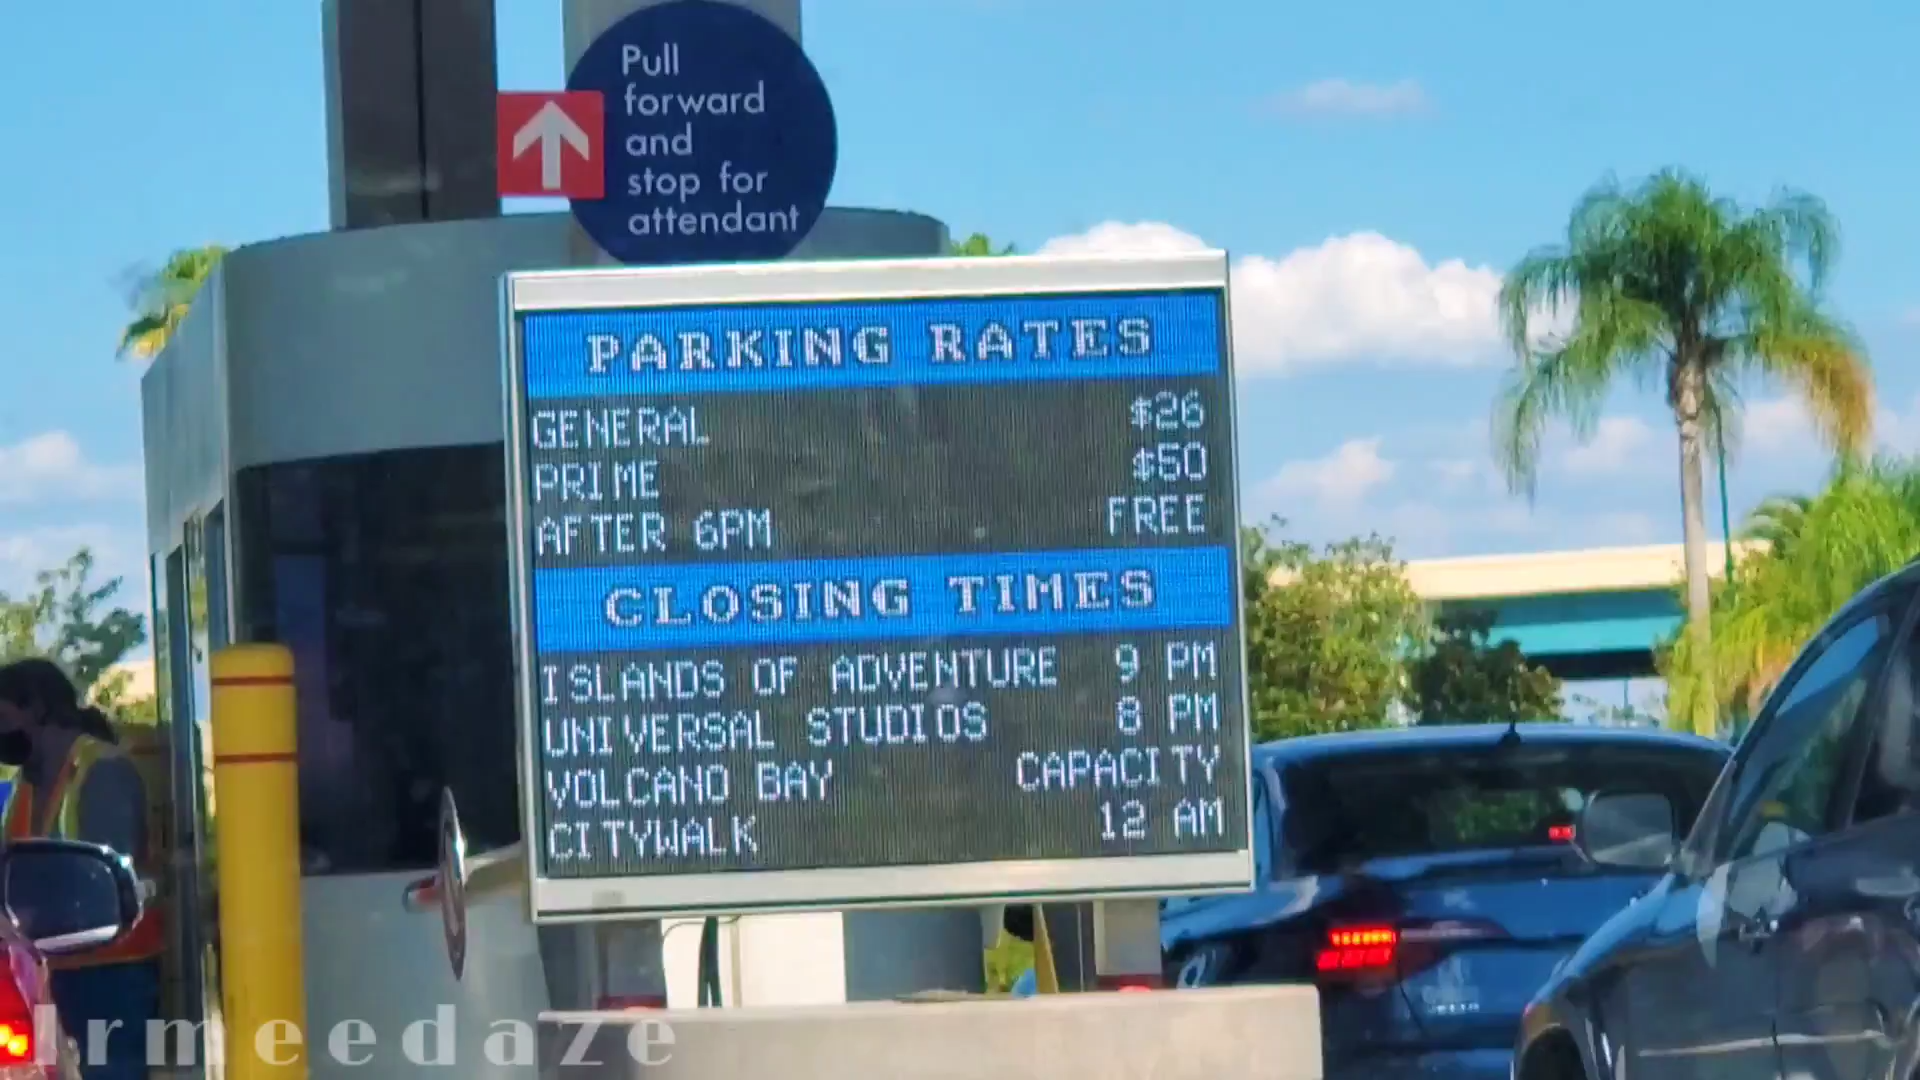 Pull
forward
and
stop for
attendant
PARKING RATES
GENERAL $26
PRIME $50
AFTER 6PM FREE
CLOSING TIMES
ISLANDS OF ADVENTURE 9 PM
UNIVERSAL STUDIOS 8 PM
VOLCANO BAY CAPACITY
CITYWALK 12 AM
1rmeedaze